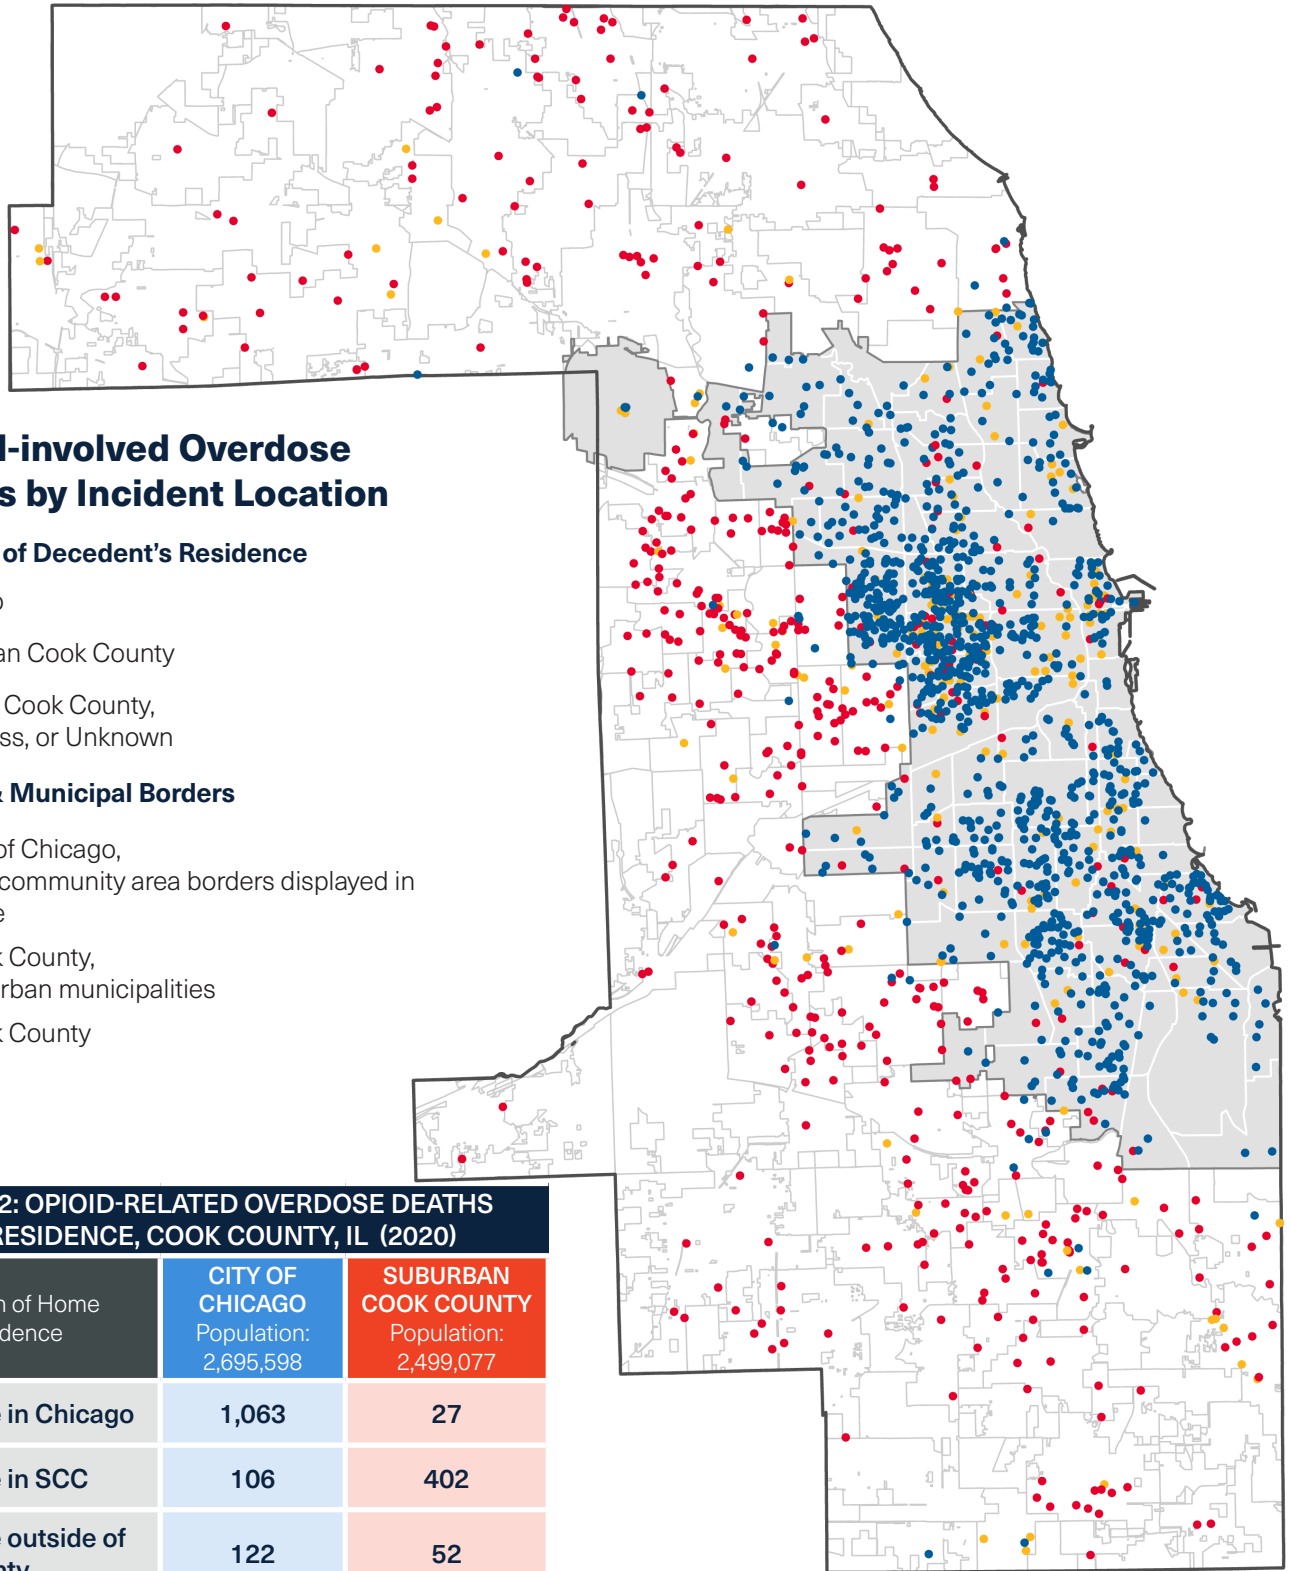 l-involved Overdose
s by Incident Location
of Decedent's Residence
an Cook County
Cook County,
ss, or Unknown
& Municipal Borders
of Chicago,
community area borders displayed in
e
k County,
rban municipalities
k County
2: OPIOID-RELATED OVERDOSE DEATHS
RESIDENCE, COOK COUNTY, IL (2020)
n of Home
dence
CITY OF
CHICAGO
Population:
2,695,598
SUBURBAN
COOK COUNTY
Population:
2,499,077
e in Chicago
1,063
27
e in SCC
106
402
e outside of
nty
122
52